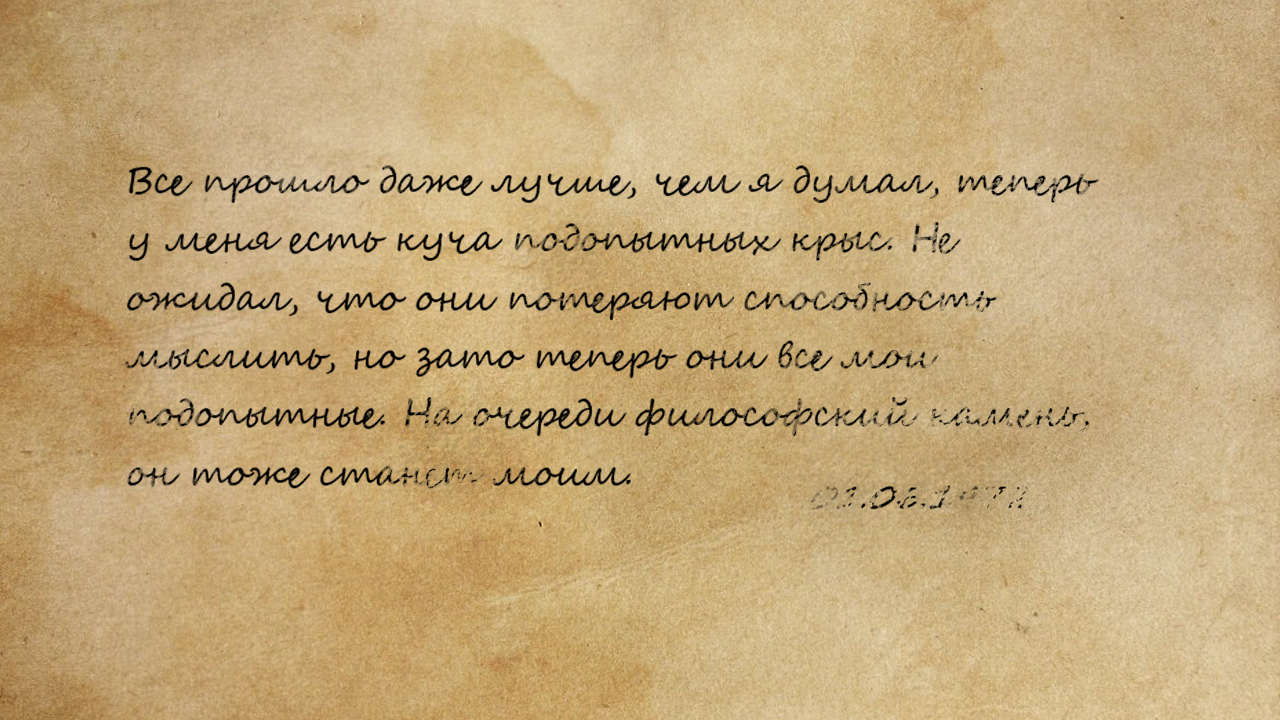 Все прошло даже лучше, чем я думал, теперь
у меня есть куча подопытных крыс. Не
ожидал, что они потеряют способность
мыслить, но зато теперь они все мои
подопытные. На очереди философский камень,
он тоже станет моим.